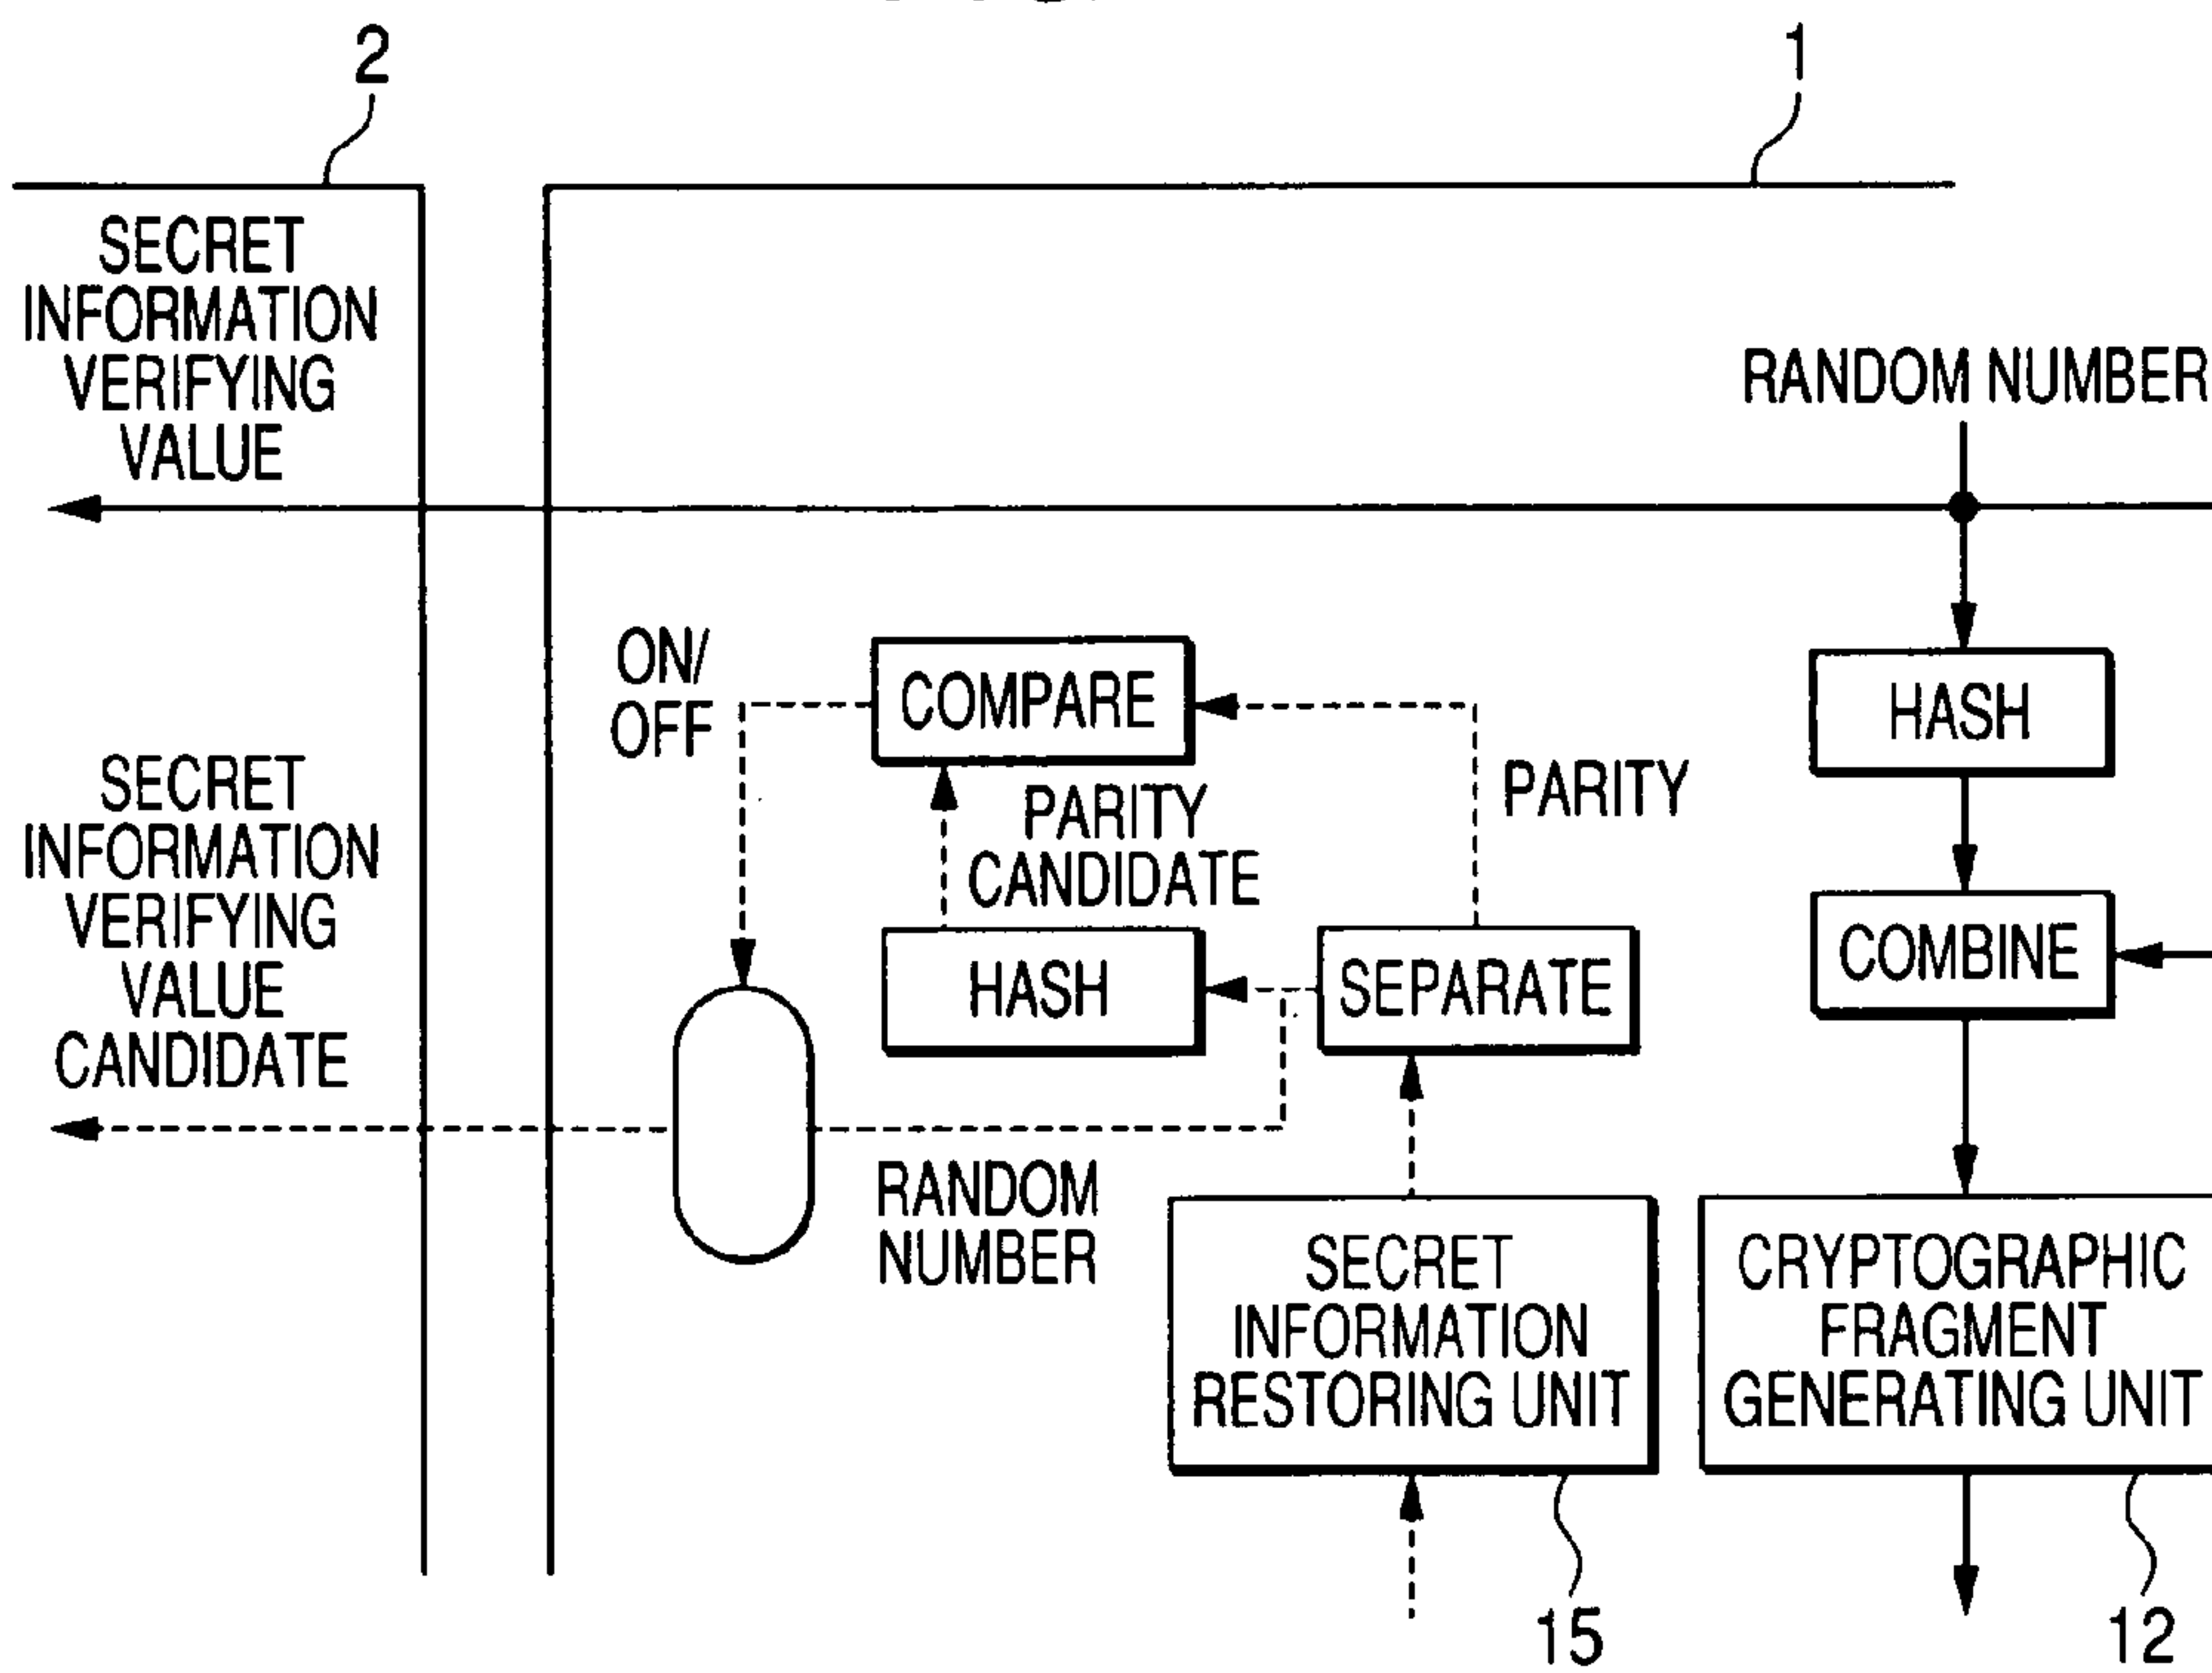 2
1
SECRET
INFORMATION
VERIFYING
VALUE
RANDOM NUMBER
ON/
OFF
COMPARE
HASH
PARITY
PARITY
CANDIDATE
SECRET
INFORMATION
VERIFYING
VALUE
CANDIDATE
HASH
SEPARATE
COMBINE
RANDOM
NUMBER
SECRET
INFORMATION
RESTORING UNIT
CRYPTOGRAPHIC
FRAGMENT
GENERATING UNIT
15
12